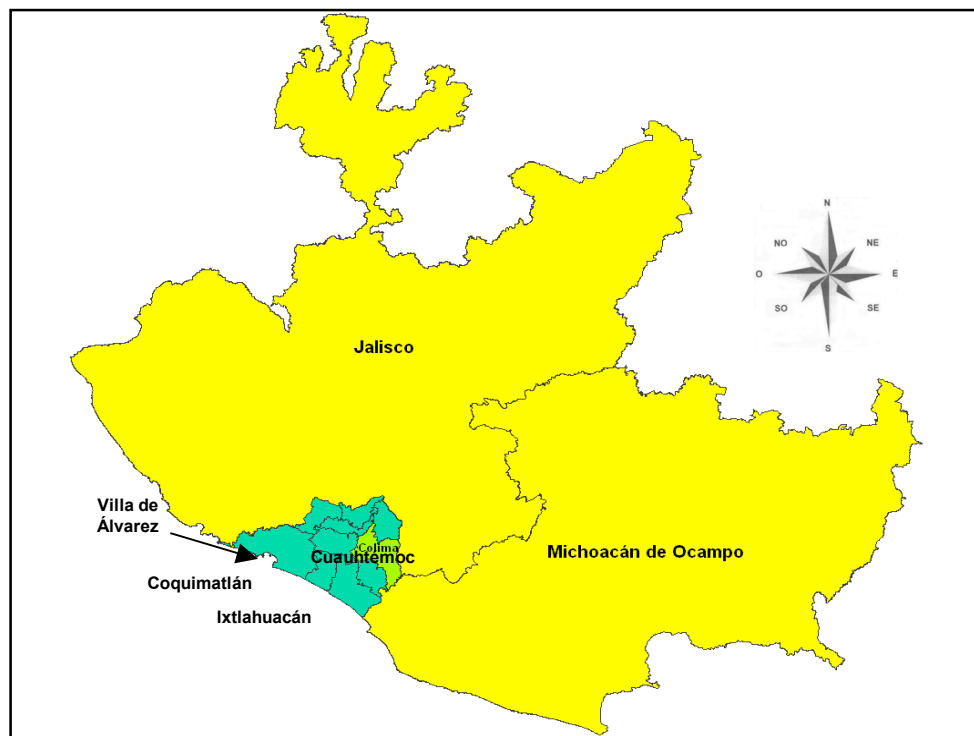 N
NO
NE
O
E
SO
SE
S
Jalisco
Villa de
Álvarez
Colima
Cuauhtémoc
Michoacán de Ocampo
Coquimatlán
Ixtlahuacán